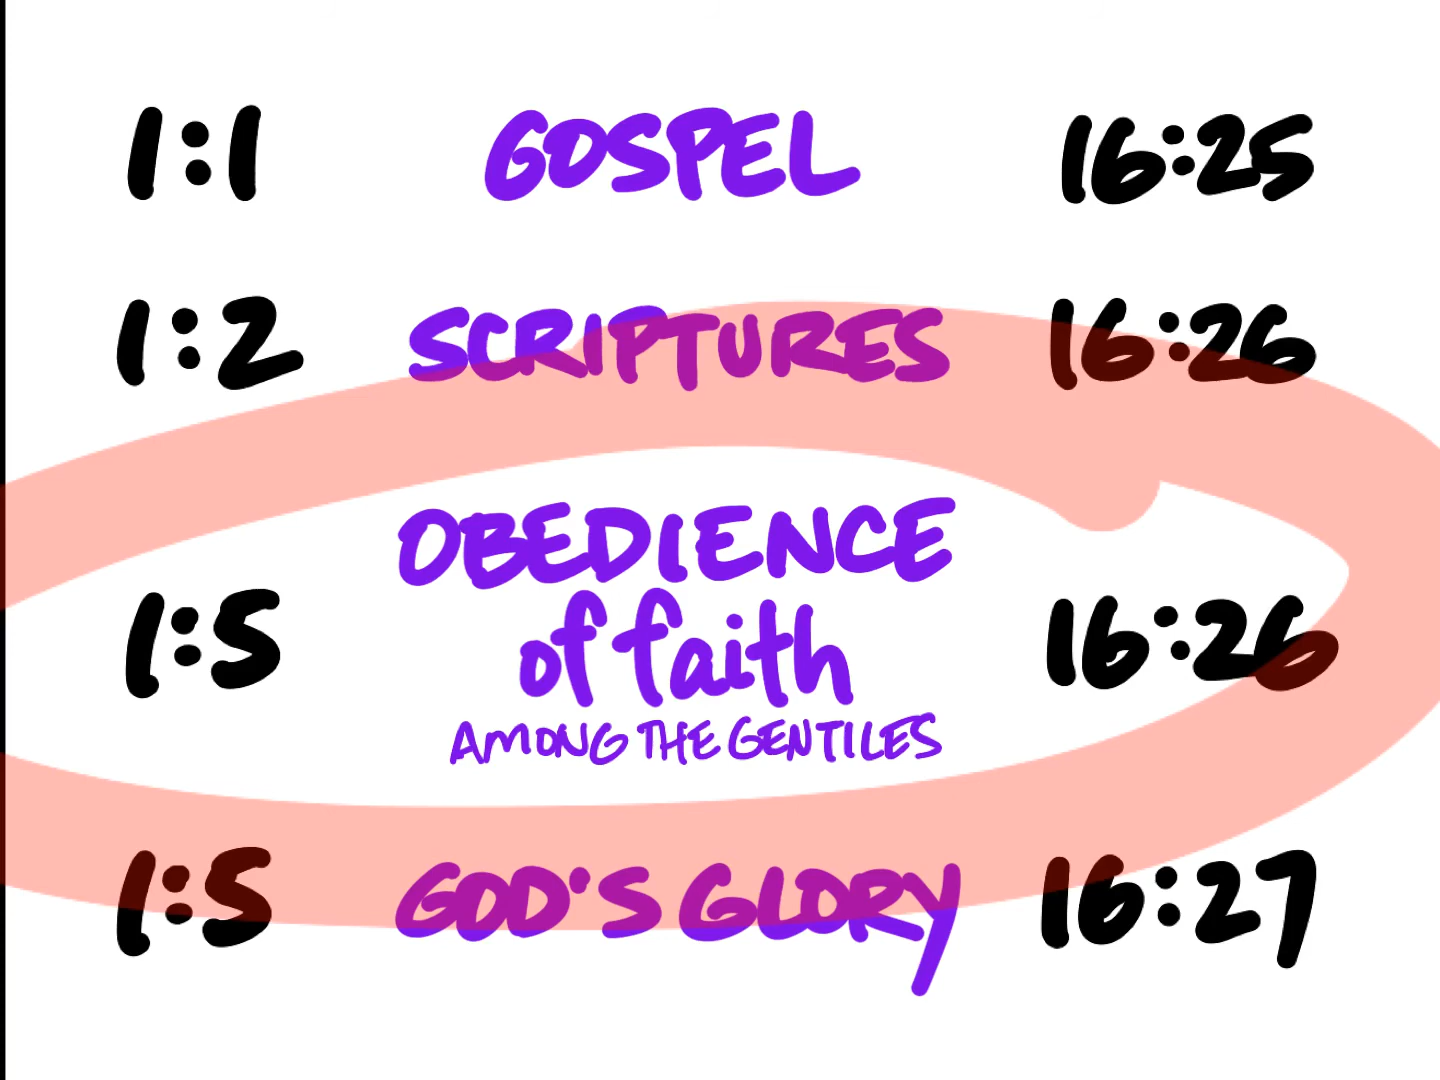 1:1 GOSPEL 16:25
1:2 SCRIPTURES 16:26
OBEDIENCE
1:5 of faith 16:26
AMONG THE GENTILES
1:5 GOD'S GLORY 16:27